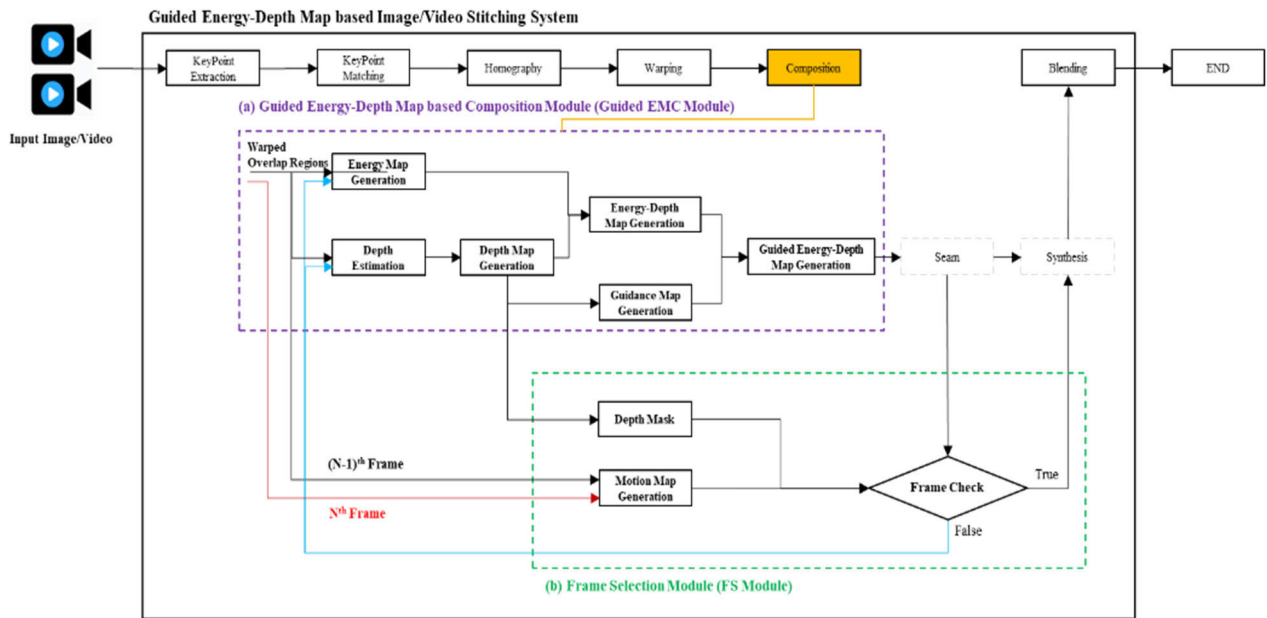 Guided Energy-Depth Map based Image/Video Stitching System
KeyPoint
Extraction
KeyPoint
Matching
Homography
Warping
Composition
Blending
END
Input Image/Video
(a) Guided Energy-Depth Map based Composition Module (Guided EMC Module)
Warped
Overlap Regions
Energy Map
Generation
Energy-Depth
Map Generation
Depth
Estimation
Depth Map
Generation
Guided Energy-Depth
Map Generation
Seam
Synthesis
Guidance Map
Generation
Depth Mask
(N-1)th Frame
Motion Map
Generation
Frame Check
True
Nth Frame
False
(b) Frame Selection Module (FS Module)